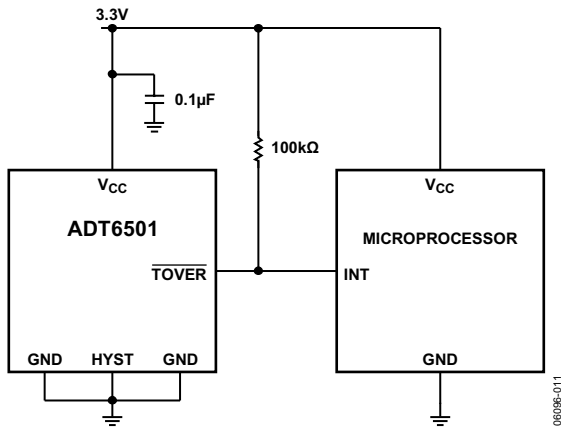 3.3V
0.1µF
100kΩ
VCC
VCC
ADT6501
MICROPROCESSOR
TOVER
INT
GND HYST GND
GND
06096-011